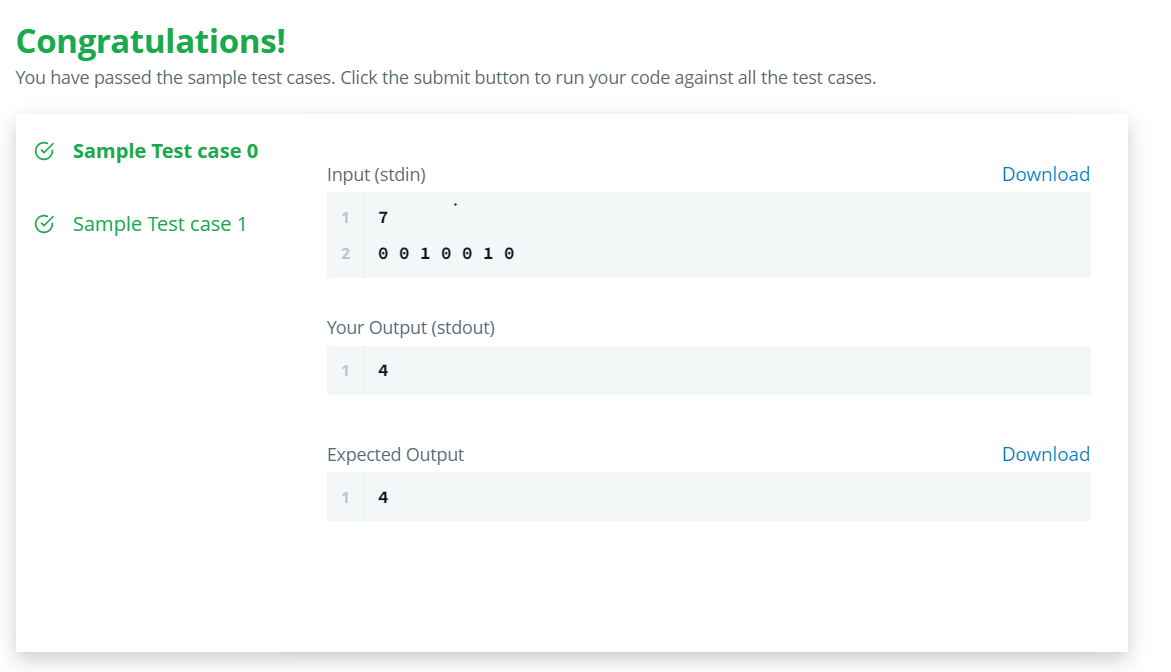 Congratulations!
You have passed the sample test cases. Click the submit button to run your code against all the test cases.
Sample Test case 0
Sample Test case 1
Input (stdin)
Download
1 7
2 0 0 1 0 0 1 0
Your Output (stdout)
1 4
Expected Output
Download
1 4